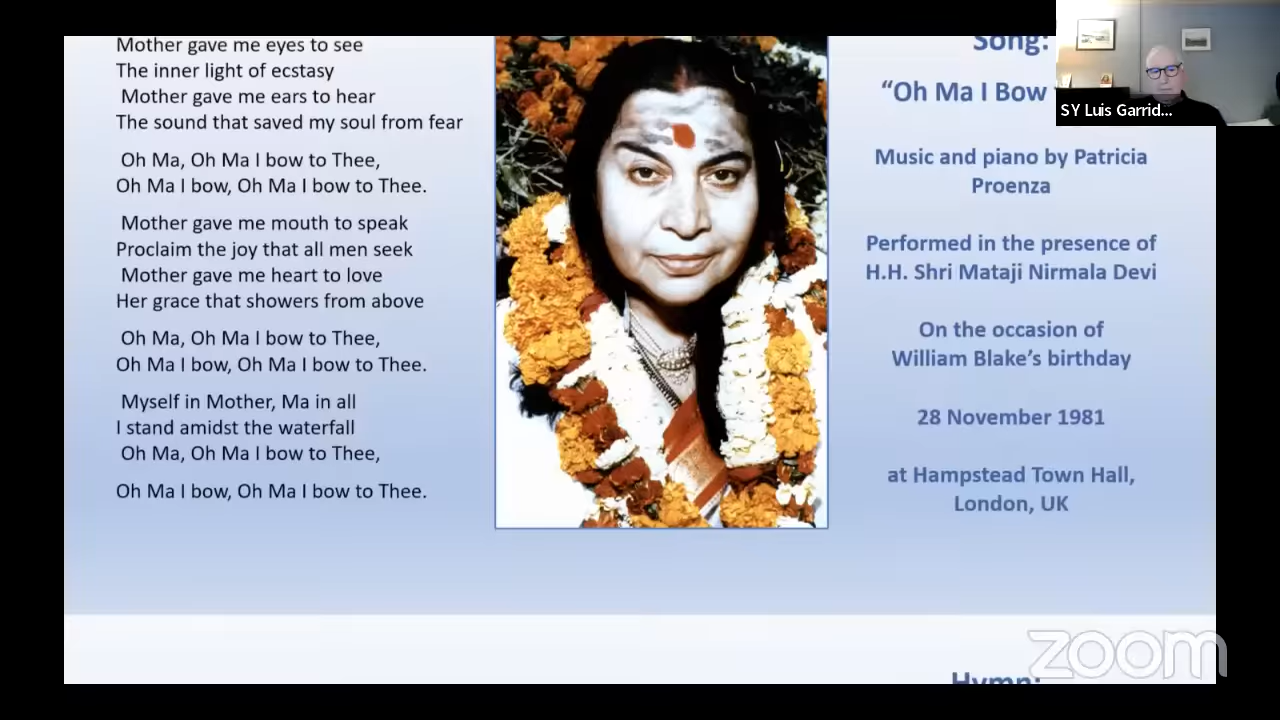 Mother gave me eyes to see
The inner light of ecstasy
Mother gave me ears to hear
The sound that saved my soul from fear
Oh Ma, Oh Ma I bow to Thee,
Oh Ma I bow, Oh Ma I bow to Thee.
Mother gave me mouth to speak
Proclaim the joy that all men seek
Mother gave me heart to love
Her grace that showers from above
Oh Ma, Oh Ma I bow to Thee,
Oh Ma I bow, Oh Ma I bow to Thee.
Myself in Mother, Ma in all
I stand amidst the waterfall
Oh Ma, Oh Ma I bow to Thee,
Oh Ma I bow, Oh Ma I bow to Thee.
Song:
“Oh Ma I Bow
Music and piano by Patricia
Proenza
Performed in the presence of
H.H. Shri Mataji Nirmala Devi
On the occasion of
William Blake’s birthday
28 November 1981
at Hampstead Town Hall,
London, UK
SY Luis Garrid...
Hymn:
zoom